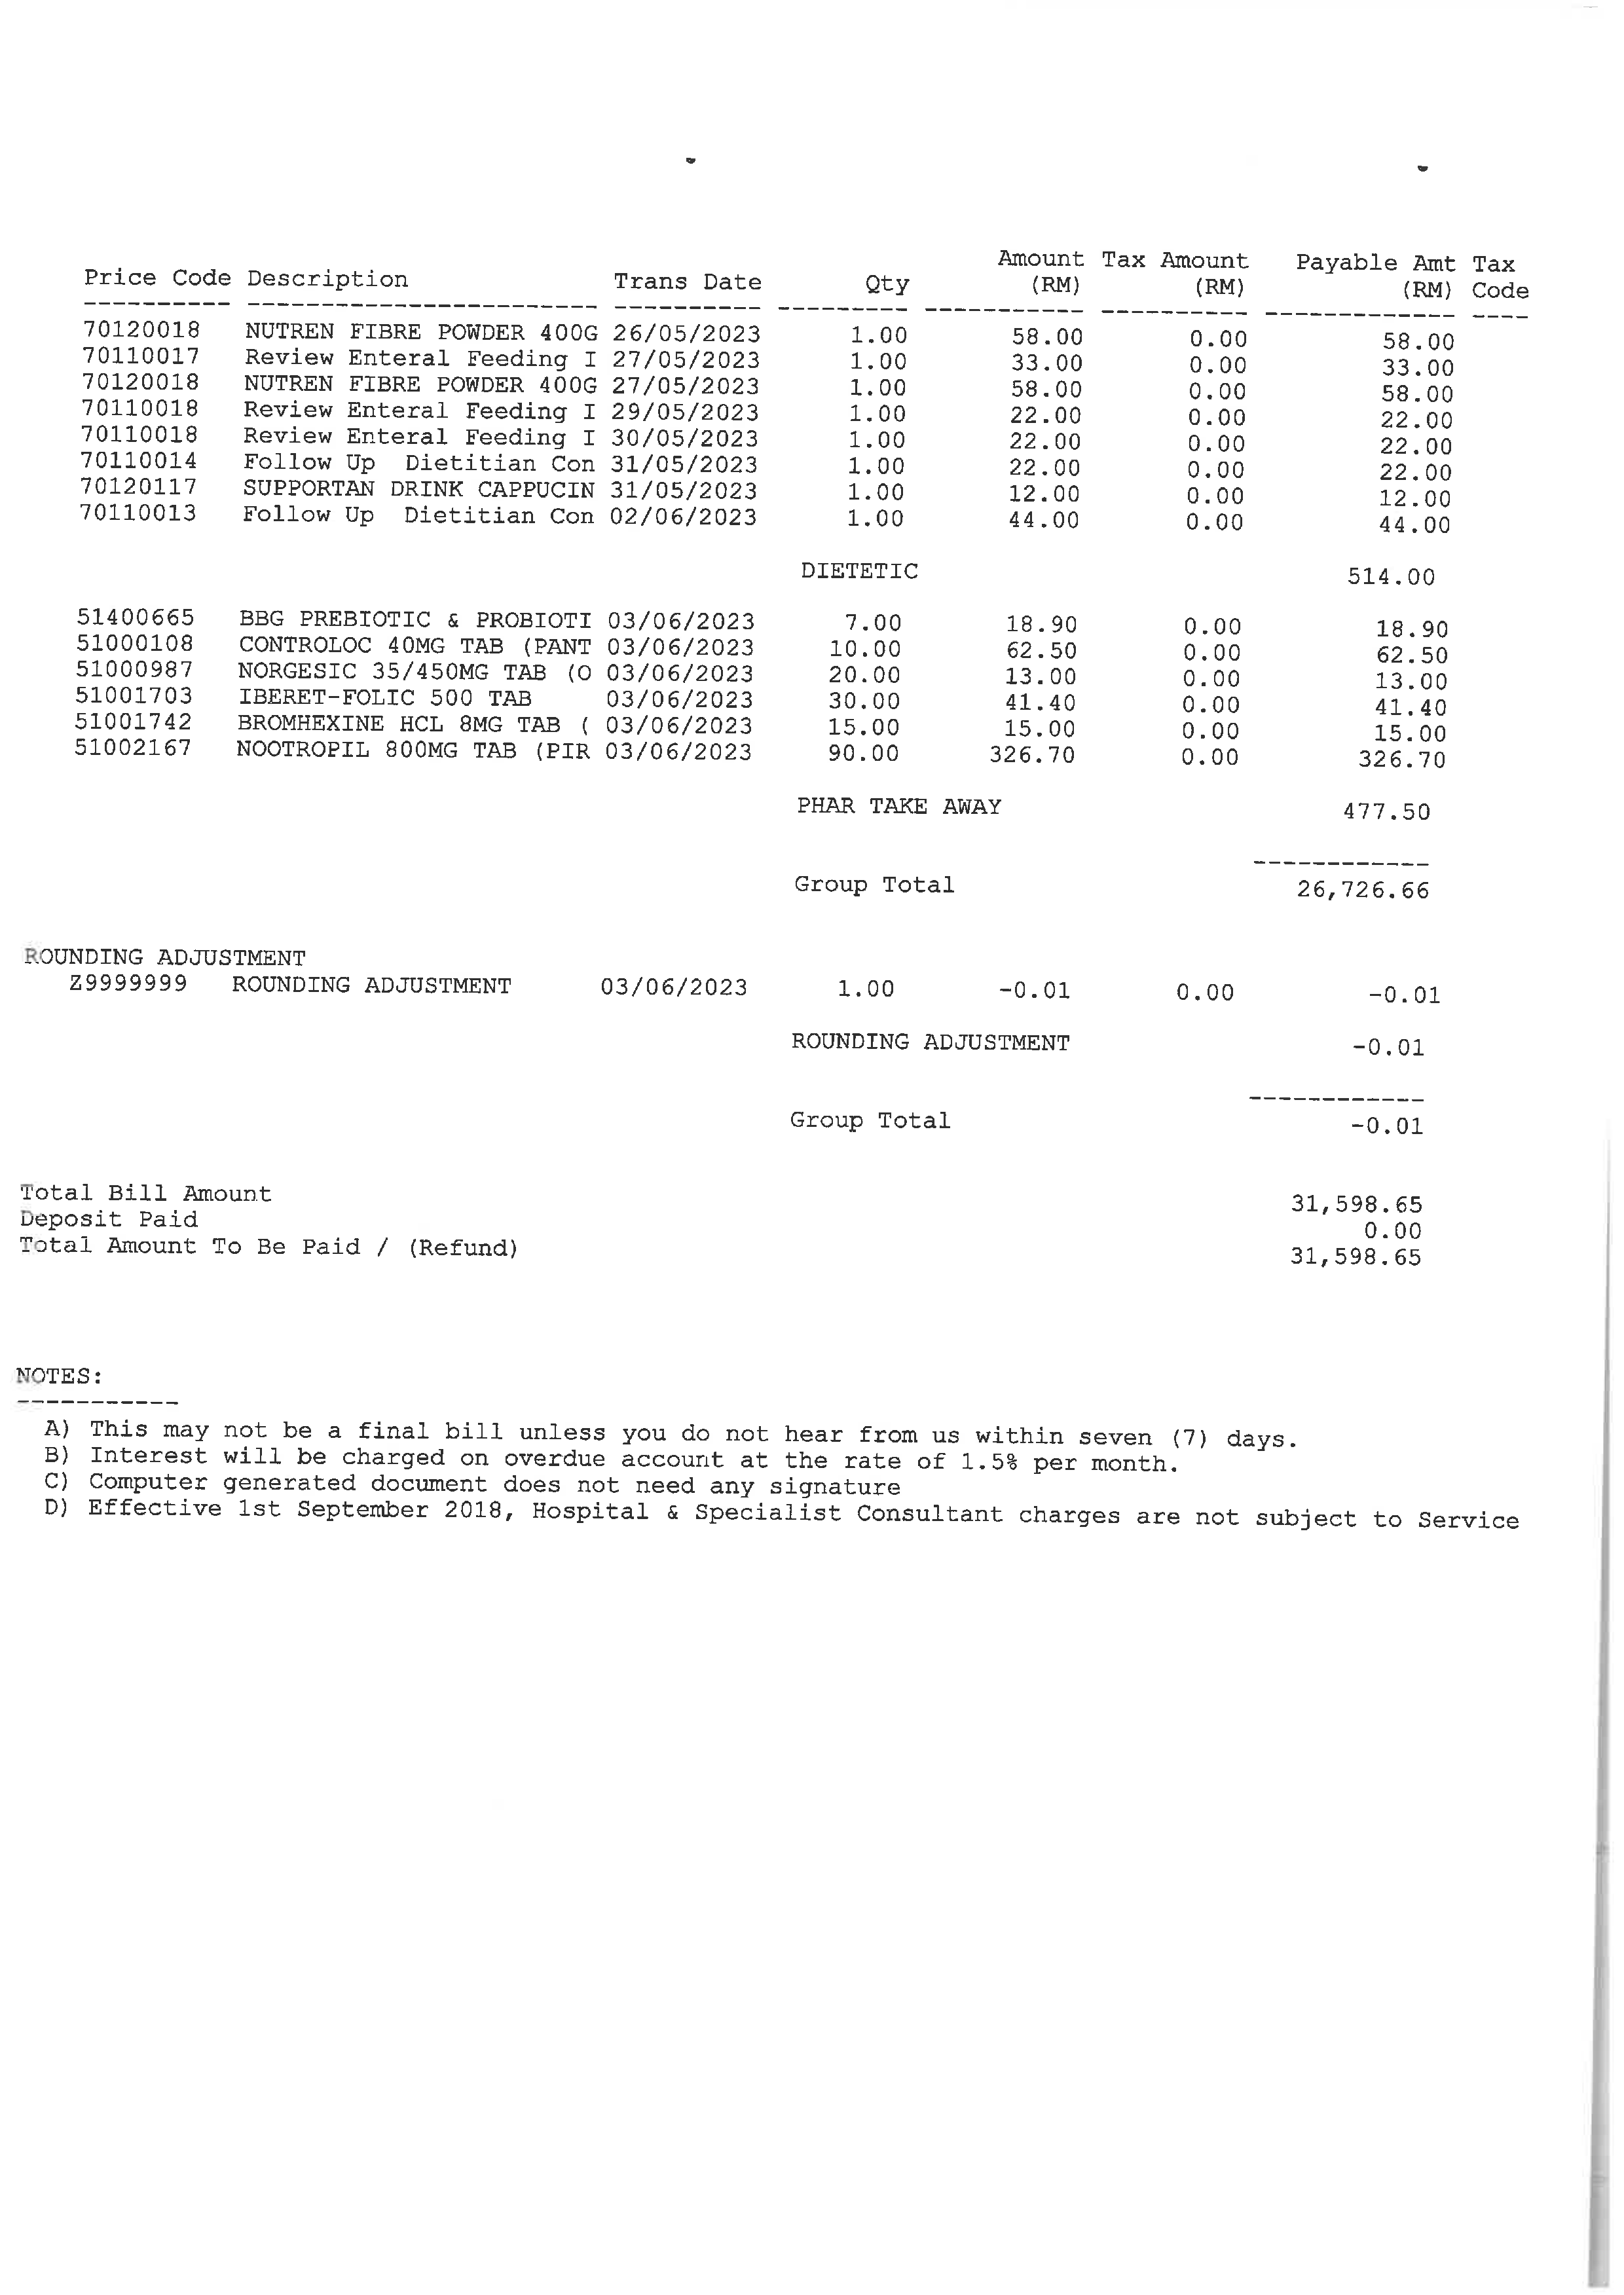 Amount Tax Amount Payable Amt Tax
Price Code Description Trans Date Qty (RM) (RM) (RM) Code
---------- ------------------------ ---------- --------- ----------- ---------- ------------- ----
70120018 NUTREN FIBRE POWDER 400G 26/05/2023 1.00 58.00 0.00 58.00
70110017 Review Enteral Feeding I 27/05/2023 1.00 33.00 0.00 33.00
70120018 NUTREN FIBRE POWDER 400G 27/05/2023 1.00 58.00 0.00 58.00
70110018 Review Enteral Feeding I 29/05/2023 1.00 22.00 0.00 22.00
70110018 Review Enteral Feeding I 30/05/2023 1.00 22.00 0.00 22.00
70110014 Follow Up  Dietitian Con 31/05/2023 1.00 22.00 0.00 22.00
70120117 SUPPORTAN DRINK CAPPUCIN 31/05/2023 1.00 12.00 0.00 12.00
70110013 Follow Up  Dietitian Con 02/06/2023 1.00 44.00 0.00 44.00
DIETETIC 514.00
51400665 BBG PREBIOTIC & PROBIOTI 03/06/2023 7.00 18.90 0.00 18.90
51000108 CONTROLOC 40MG TAB (PANT 03/06/2023 10.00 62.50 0.00 62.50
51000987 NORGESIC 35/450MG TAB (O 03/06/2023 20.00 13.00 0.00 13.00
51001703 IBERET-FOLIC 500 TAB 03/06/2023 30.00 41.40 0.00 41.40
51001742 BROMHEXINE HCL 8MG TAB ( 03/06/2023 15.00 15.00 0.00 15.00
51002167 NOOTROPIL 800MG TAB (PIR 03/06/2023 90.00 326.70 0.00 326.70
PHAR TAKE AWAY 477.50
------------
Group Total 26,726.66
ROUNDING ADJUSTMENT
Z9999999 ROUNDING ADJUSTMENT 03/06/2023 1.00 -0.01 0.00 -0.01
ROUNDING ADJUSTMENT -0.01
------------
Group Total -0.01
Total Bill Amount 31,598.65
Deposit Paid 0.00
Total Amount To Be Paid / (Refund) 31,598.65
NOTES:
-----------
A) This may not be a final bill unless you do not hear from us within seven (7) days.
B) Interest will be charged on overdue account at the rate of 1.5% per month.
C) Computer generated document does not need any signature
D) Effective 1st September 2018, Hospital & Specialist Consultant charges are not subject to Service